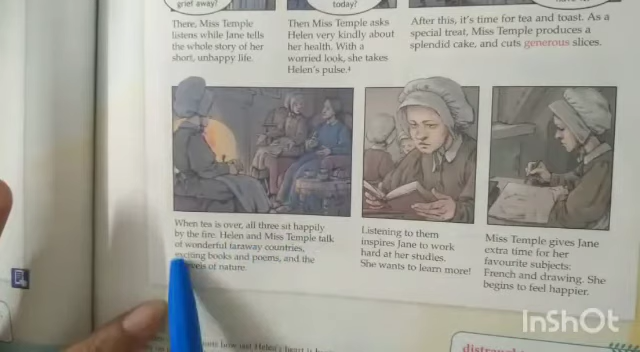 grief away?
today?
There, Miss Temple
listens while Jane tells
the whole story of her
short, unhappy life.
Then Miss Temple asks
Helen very kindly about
her health. With a
worried look, she takes
Helen's pulse.⁴
After this, it's time for tea and toast. As a
special treat, Miss Temple produces a
splendid cake, and cuts generous slices.
When tea is over, all three sit happily
by the fire. Helen and Miss Temple talk
of wonderful faraway countries,
exciting books and poems, and the
of nature.
Listening to them
inspires Jane to work
hard at her studies.
She wants to learn more!
Miss Temple gives Jane
extra time for her
favourite subjects:
French and drawing. She
begins to feel happier.
Helen's heart is
InShOt